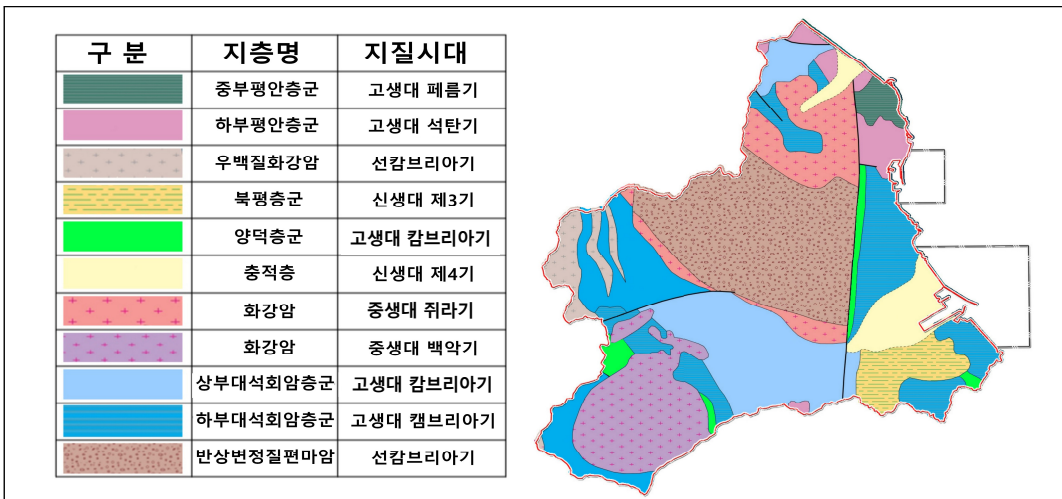 구 분 지층명 지질시대
중부평안층군 고생대 페름기
하부평안층군 고생대 석탄기
우백질화강암 선캄브리아기
북평층군 신생대 제3기
양덕층군 고생대 캄브리아기
충적층 신생대 제4기
화강암 중생대 쥐라기
화강암 중생대 백악기
상부대석회암층군 고생대 캄브리아기
하부대석회암층군 고생대 캠브리아기
반상변정질편마암 선캄브리아기